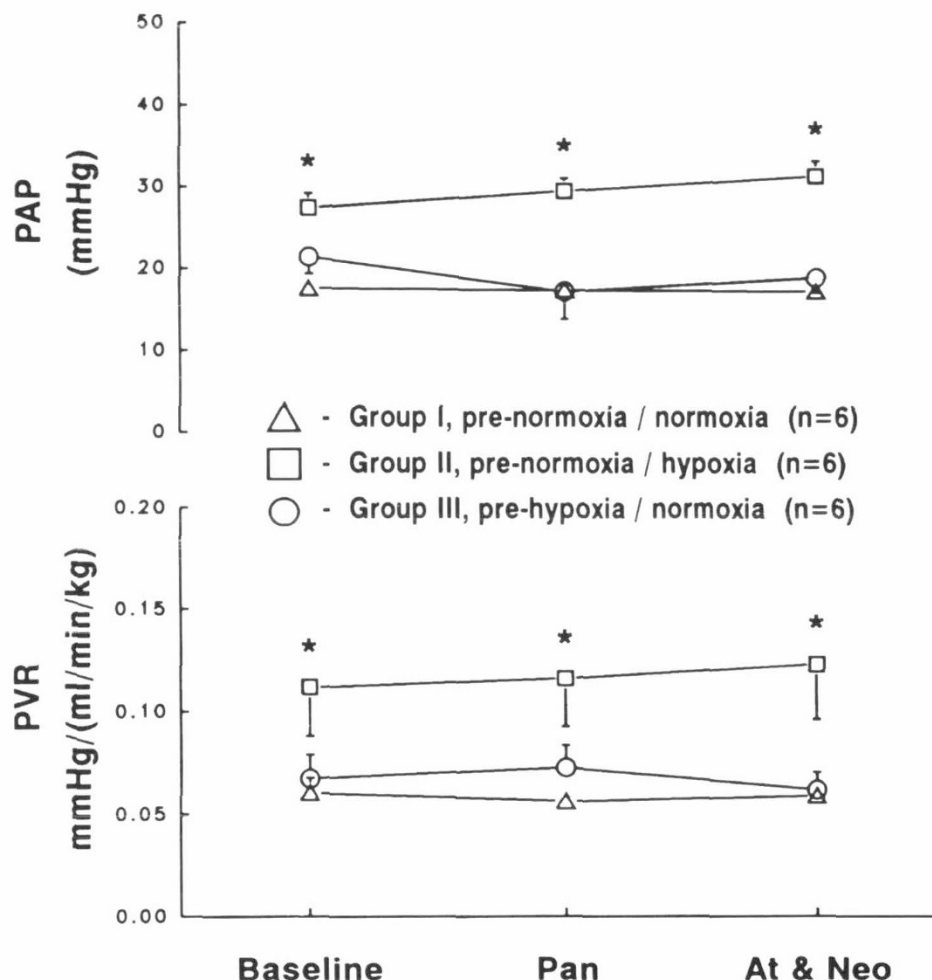 50
40
30
20
10
0
PAP
(mmHg)
★
★
★
△ - Group I, pre-normoxia / normoxia (n=6)
□ - Group II, pre-normoxia / hypoxia (n=6)
○ - Group III, pre-hypoxia / normoxia (n=6)
0.20
0.15
0.10
0.05
0.00
PVR
mmHg/(ml/min/kg)
★
★
★
Baseline Pan At & Neo